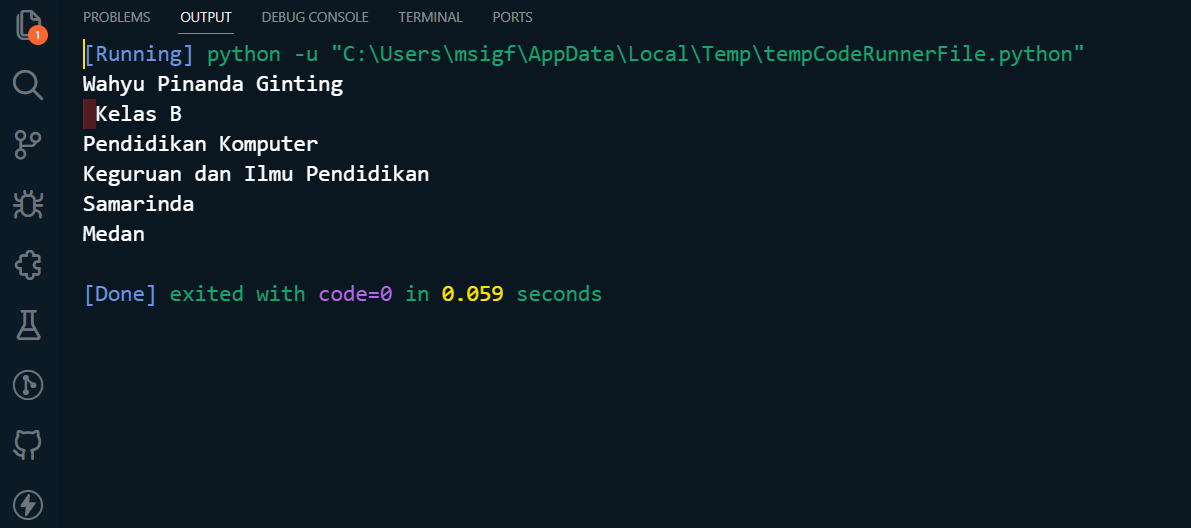 PROBLEMS OUTPUT DEBUG CONSOLE TERMINAL PORTS
1
[Running] python -u "C:\Users\msigf\AppData\Local\Temp\tempCodeRunnerFile.python"
Wahyu Pinanda Ginting
 Kelas B
Pendidikan Komputer
Keguruan dan Ilmu Pendidikan
Samarinda
Medan
[Done] exited with code=0 in 0.059 seconds